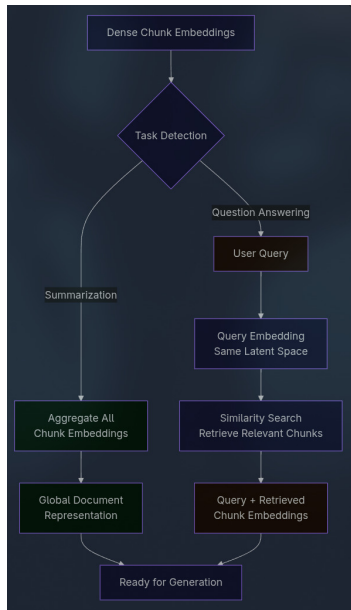 Dense Chunk Embeddings
Task Detection
Question Answering
User Query
Summarization
Query Embedding
Same Latent Space
Aggregate All
Chunk Embeddings
Similarity Search
Retrieve Relevant Chunks
Global Document
Representation
Query + Retrieved
Chunk Embeddings
Ready for Generation